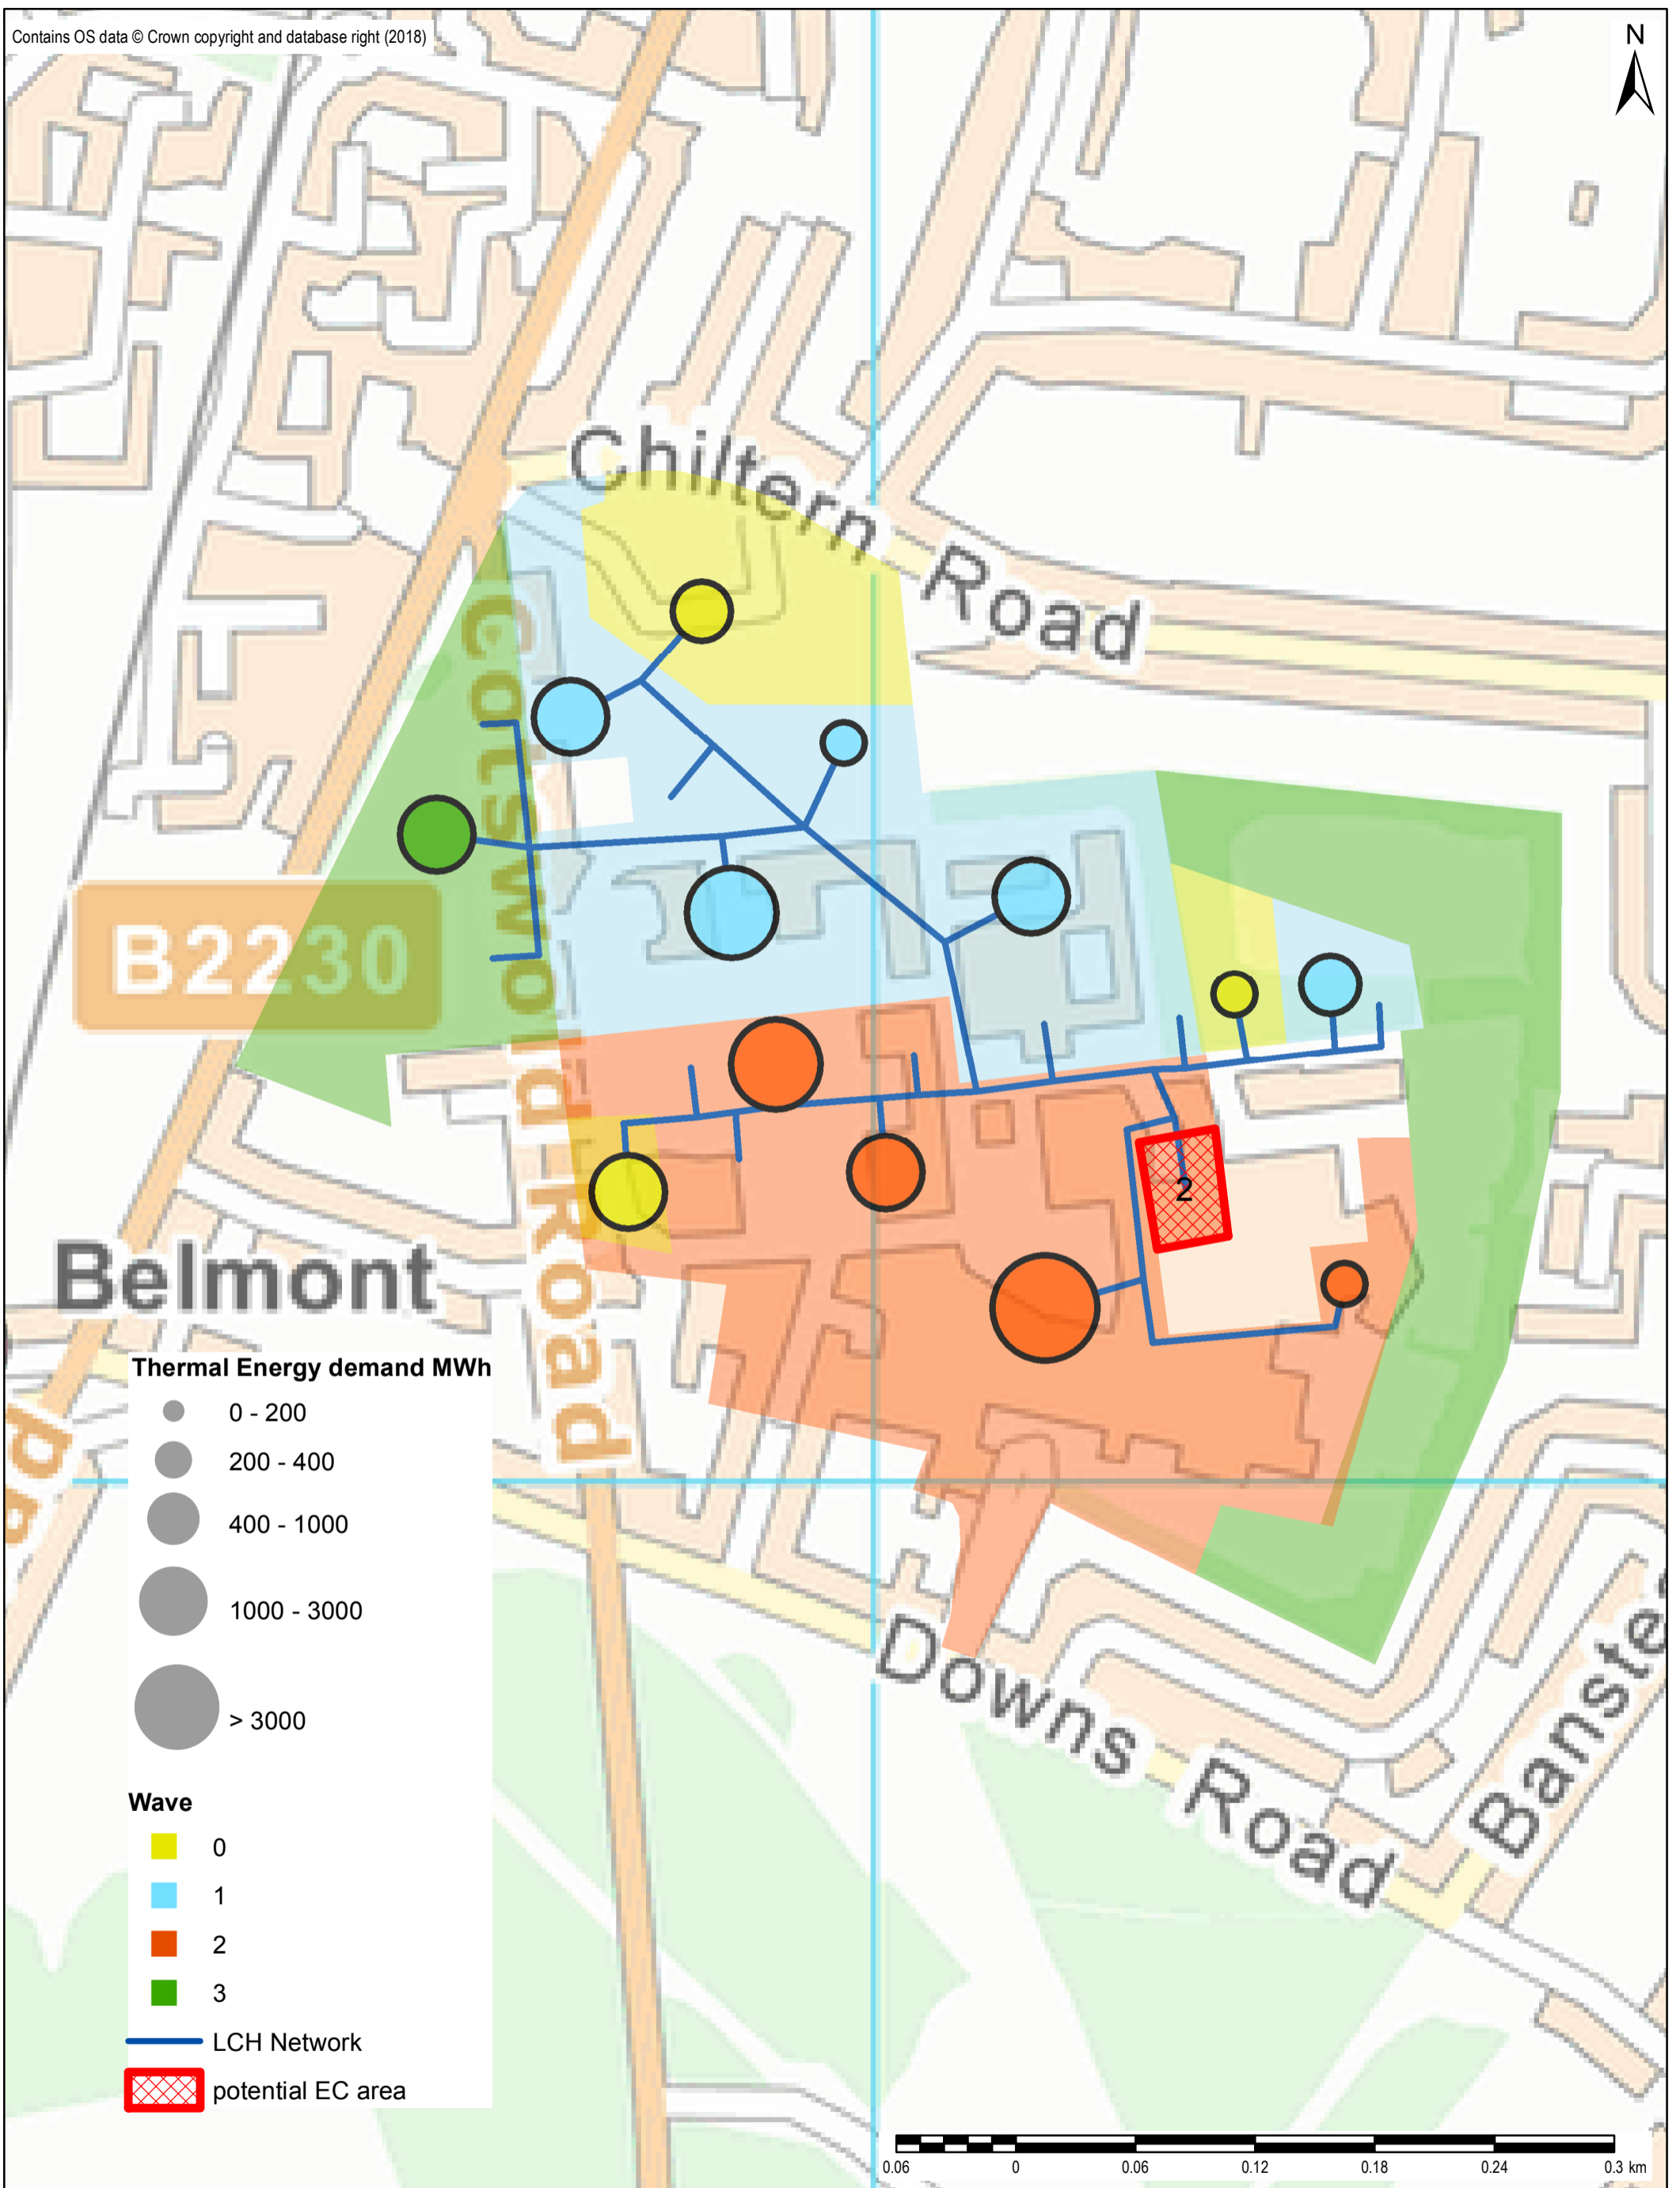 Contains OS data © Crown copyright and database right (2018)
N
Chiltern Road
Cotswold Road
B2230
2
Belmont
Downs Road
Banste
Thermal Energy demand MWh
0 - 200
200 - 400
400 - 1000
1000 - 3000
> 3000
Wave
0
1
2
3
LCH Network
potential EC area
0.06 0 0.06 0.12 0.18 0.24 0.3 km